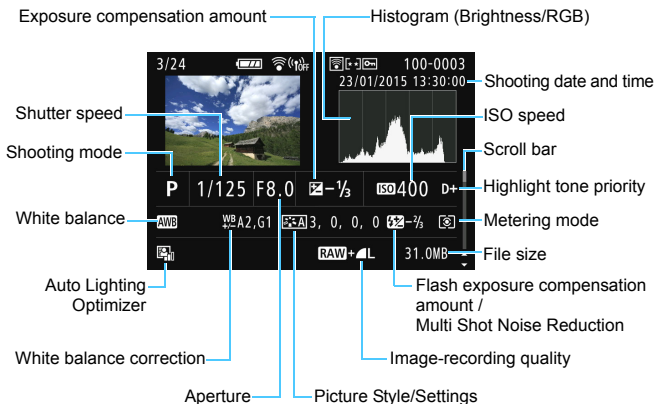 Exposure compensation amount
Histogram (Brightness/RGB)
3/24
OFF
100-0003
23/01/2015 13:30:00
Shooting date and time
Shutter speed
ISO speed
Shooting mode
Scroll bar
P 1/125 F8.0 -1/3 ISO 400 D+
Highlight tone priority
White balance
AWB WB +/- A2,G1 A 3, 0, 0, 0 -2/3
Metering mode
RAW+L 31.0MB
File size
Auto Lighting
Optimizer
Flash exposure compensation
amount /
Multi Shot Noise Reduction
White balance correction
Image-recording quality
Aperture
Picture Style/Settings